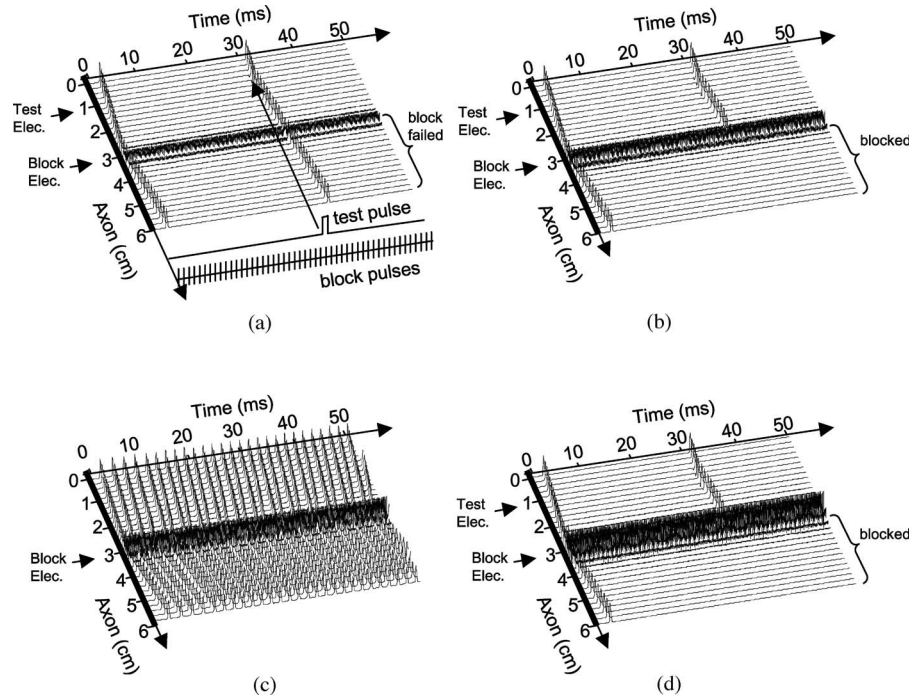 Time (ms)
0
10
20
30
40
50
0
1
2
3
4
5
6
Test
Elec.
Block
Elec.
Axon (cm)
block
failed
test pulse
block pulses
(a)
Time (ms)
0
10
20
30
40
50
0
1
2
3
4
5
6
Test
Elec.
Block
Elec.
Axon (cm)
blocked
(b)
Time (ms)
0
10
20
30
40
50
0
1
2
3
4
5
6
Block
Elec.
Axon (cm)
(c)
Time (ms)
0
10
20
30
40
50
0
1
2
3
4
5
6
Test
Elec.
Block
Elec.
Axon (cm)
blocked
(d)